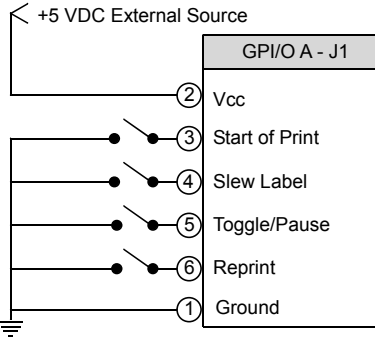 +5 VDC External Source
GPI/O A - J1
2 Vcc
3 Start of Print
4 Slew Label
5 Toggle/Pause
6 Reprint
1 Ground